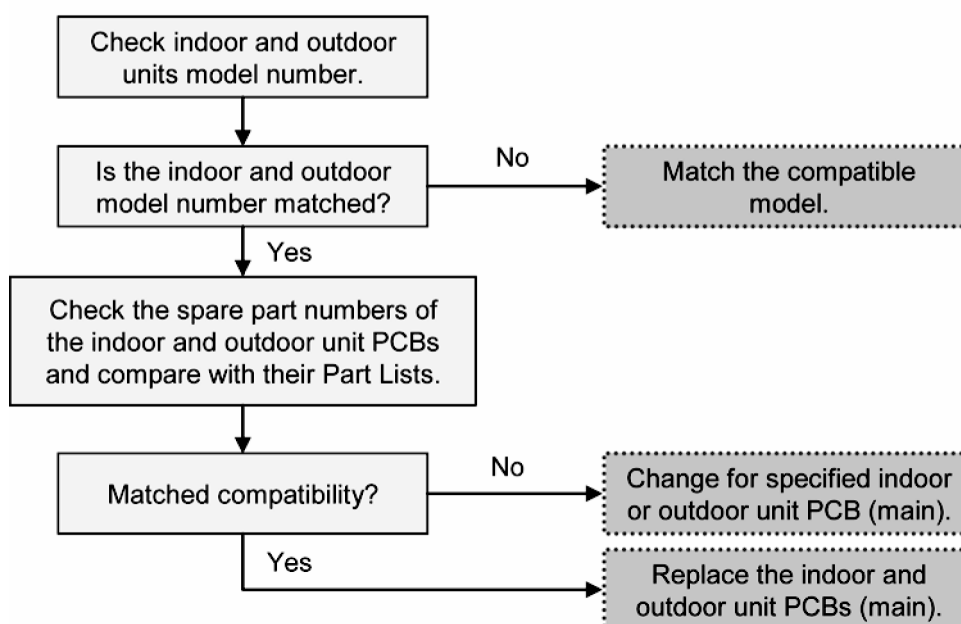 Check indoor and outdoor
units model number.
Is the indoor and outdoor
model number matched?
No
Match the compatible
model.
Yes
Check the spare part numbers of
the indoor and outdoor unit PCBs
and compare with their Part Lists.
Matched compatibility?
No
Change for specified indoor
or outdoor unit PCB (main).
Yes
Replace the indoor and
outdoor unit PCBs (main).